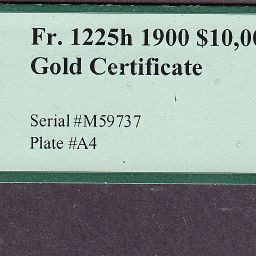 Fr. 1225h 1900 $10,00
Gold Certificate
Serial #M59737
Plate #A4